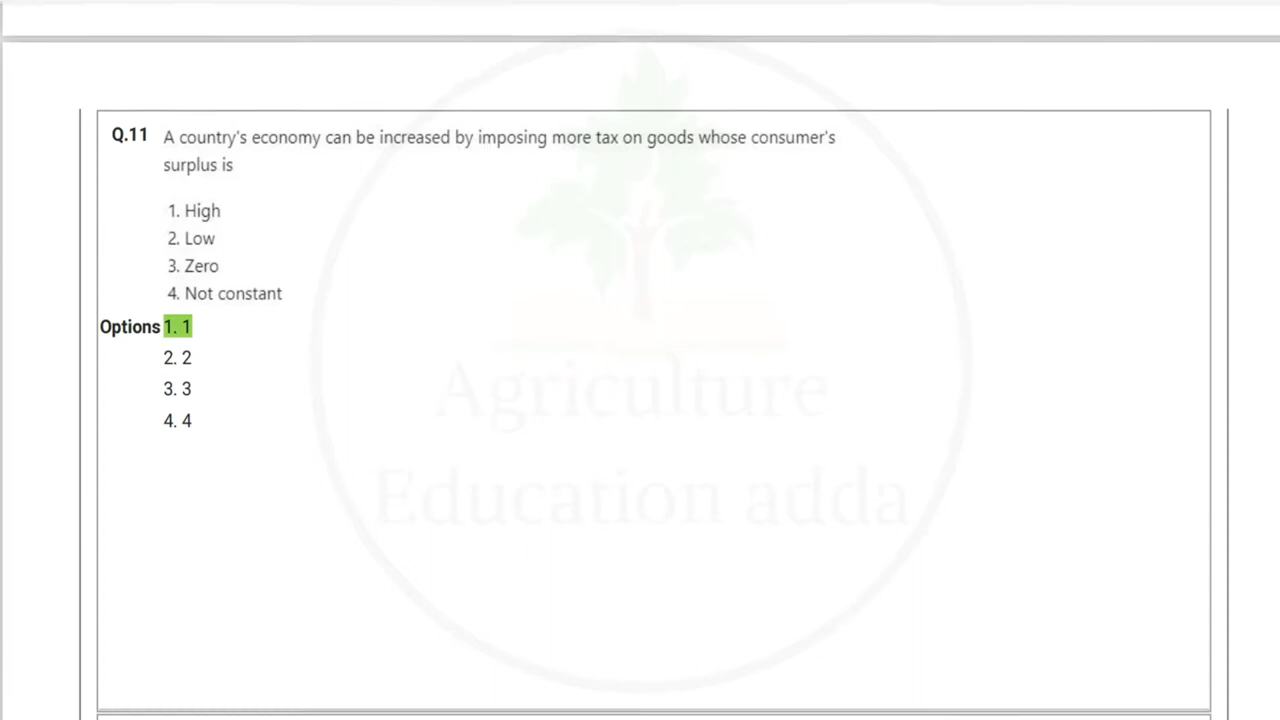 Q.11 A country's economy can be increased by imposing more tax on goods whose consumer's
surplus is
1. High
2. Low
3. Zero
4. Not constant
Options 1. 1
2. 2
3. 3
4. 4
Agriculture
Education adda